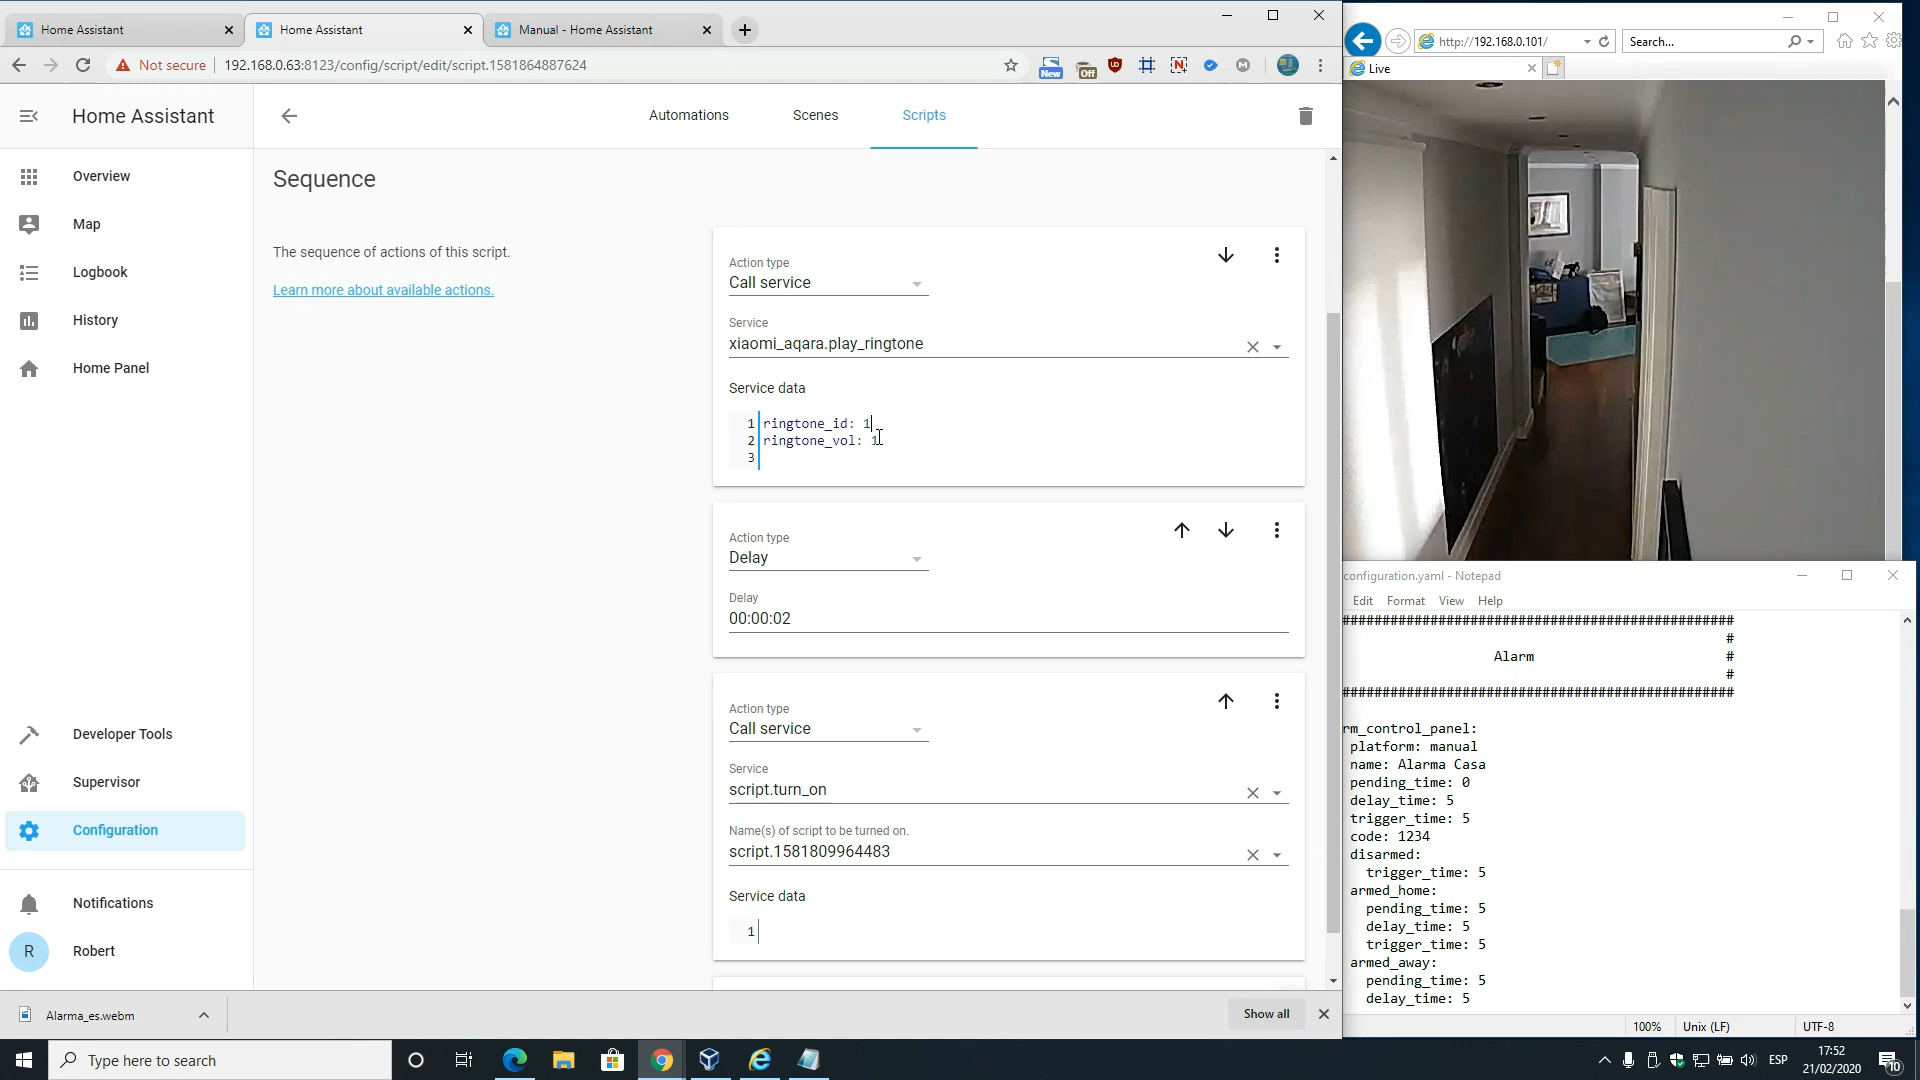 Home Assistant
Home Assistant
Manual - Home Assistant
Not secure
192.168.0.63:8123/config/script/edit/script.1581864887624
New
Off
Home Assistant
Automations
Scenes
Scripts
Overview
Map
Logbook
History
Home Panel
Developer Tools
Supervisor
Configuration
Notifications
R
Robert
Sequence
The sequence of actions of this script.
Learn more about available actions.
Action type
Call service
Service
xiaomi_aqara.play_ringtone
Service data
1 ringtone_id: 1
2 ringtone_vol: 1
3
Action type
Delay
Delay
00:00:02
Action type
Call service
Service
script.turn_on
Name(s) of script to be turned on.
script.1581809964483
Service data
1
Alarma_es.webm
Show all
http://192.168.0.101/
Search...
Live
configuration.yaml - Notepad
Edit Format View Help
#################################################
#
Alarm #
#
#################################################
rm_control_panel:
platform: manual
name: Alarma Casa
pending_time: 0
delay_time: 5
trigger_time: 5
code: 1234
disarmed:
trigger_time: 5
armed_home:
pending_time: 5
delay_time: 5
trigger_time: 5
armed_away:
pending_time: 5
delay_time: 5
100%
Unix (LF)
UTF-8
Type here to search
ESP
17:52
21/02/2020
10